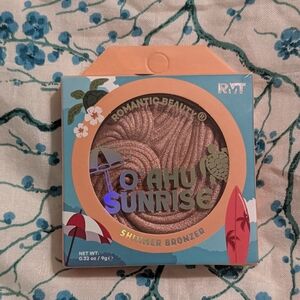 RMT
ROMANTIC BEAUTY®
O'AHU
SUNRISE
SHIMMER BRONZER
NET WT.
0.32 oz / 9g ℮